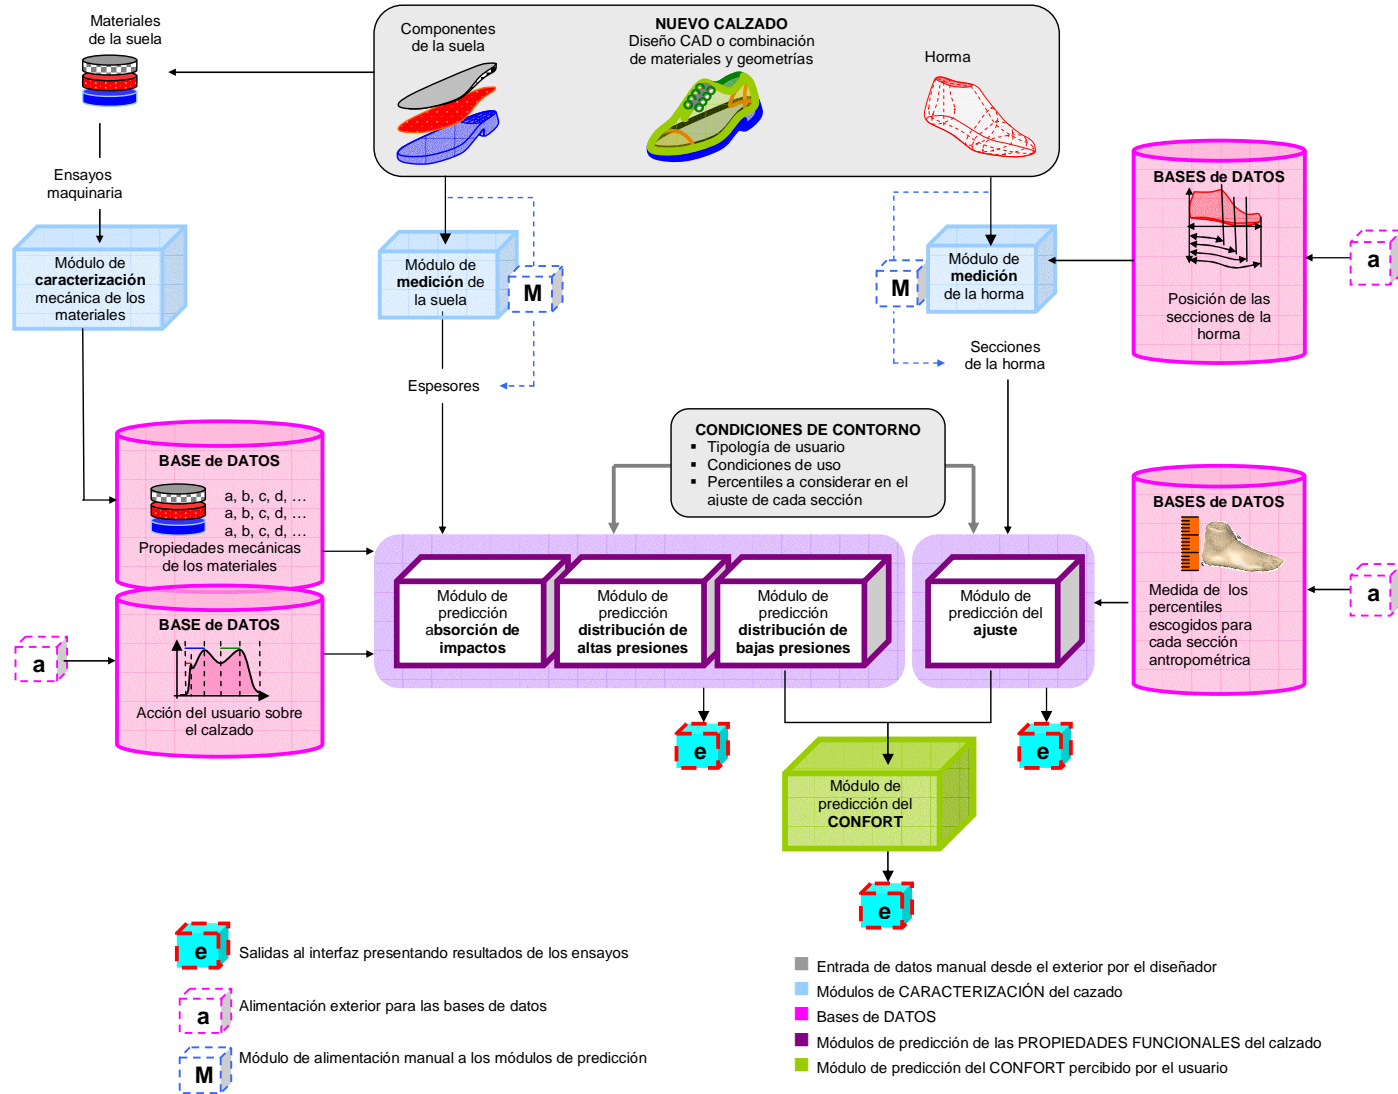 Materiales
de la suela
Componentes
de la suela
NUEVO CALZADO
Diseño CAD o combinación
de materiales y geometrías
Horma
Ensayos
maquinaria
BASES de DATOS
Posición de las
secciones de la
horma
a
Módulo de
caracterización
mecánica de los
materiales
Módulo de
medición de
la suela
M
M
Módulo de
medición
de la horma
Espesores
Secciones
de la horma
CONDICIONES DE CONTORNO
▪ Tipología de usuario
▪ Condiciones de uso
▪ Percentiles a considerar en el
ajuste de cada sección
BASE de DATOS
a, b, c, d, ...
a, b, c, d, ...
a, b, c, d, ...
Propiedades mecánicas
de los materiales
BASES de DATOS
Medida de los
percentiles
escogidos para
cada sección
antropométrica
a
Módulo de
predicción
absorción de
impactos
Módulo de
predicción
distribución de
altas presiones
Módulo de
predicción
distribución de
bajas presiones
Módulo de
predicción del
ajuste
BASE de DATOS
Acción del usuario sobre
el calzado
a
e
e
Módulo de
predicción del
CONFORT
e
e
Salidas al interfaz presentando resultados de los ensayos
a
Alimentación exterior para las bases de datos
M
Módulo de alimentación manual a los módulos de predicción
Entrada de datos manual desde el exterior por el diseñador
Módulos de CARACTERIZACIÓN del cazado
Bases de DATOS
Módulos de predicción de las PROPIEDADES FUNCIONALES del calzado
Módulo de predicción del CONFORT percibido por el usuario